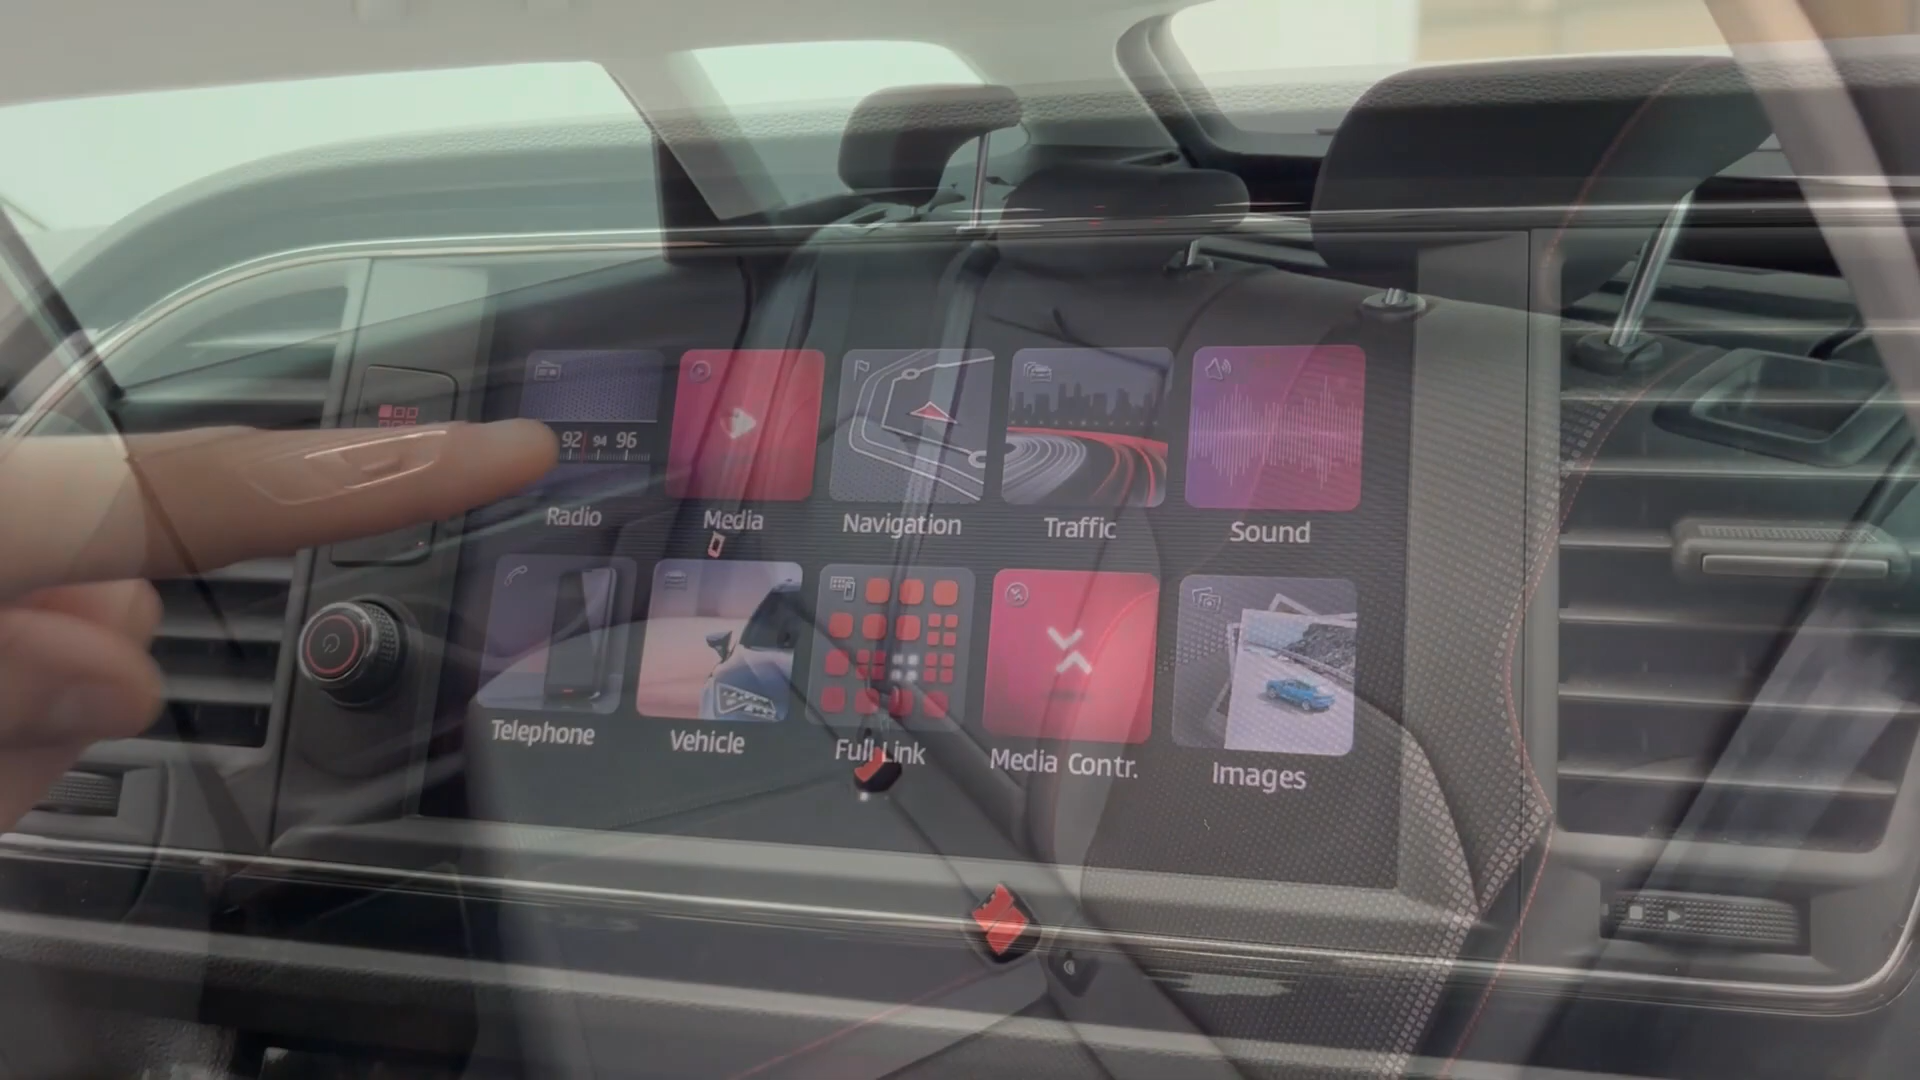 92 94 96
Radio Media Navigation Traffic Sound
Telephone Vehicle Full Link Media Contr. Images